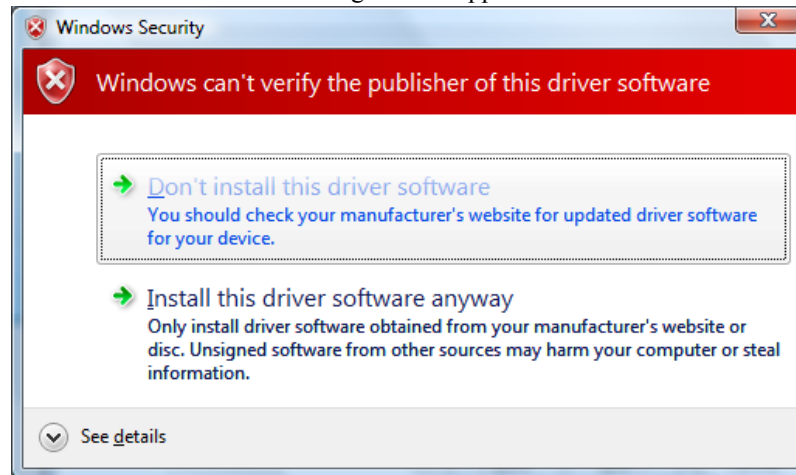 Windows Security
Windows can't verify the publisher of this driver software
Don't install this driver software
You should check your manufacturer's website for updated driver software
for your device.
Install this driver software anyway
Only install driver software obtained from your manufacturer's website or
disc. Unsigned software from other sources may harm your computer or steal
information.
See details